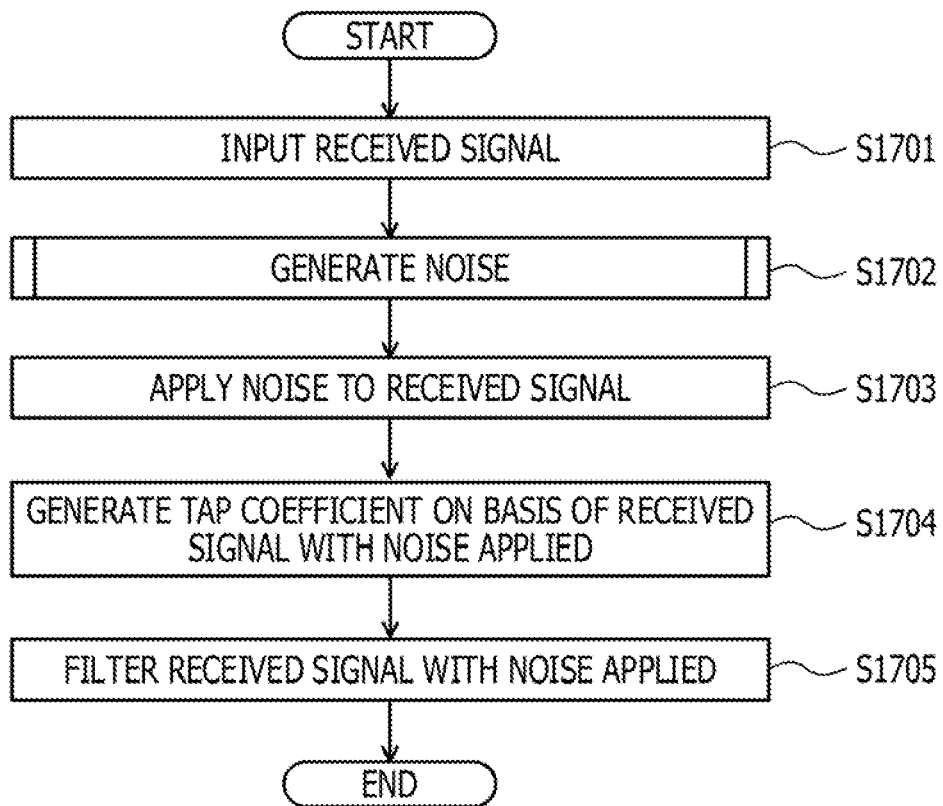 START
INPUT RECEIVED SIGNAL
S1701
GENERATE NOISE
S1702
APPLY NOISE TO RECEIVED SIGNAL
S1703
GENERATE TAP COEFFICIENT ON BASIS OF RECEIVED
SIGNAL WITH NOISE APPLIED
S1704
FILTER RECEIVED SIGNAL WITH NOISE APPLIED
S1705
END